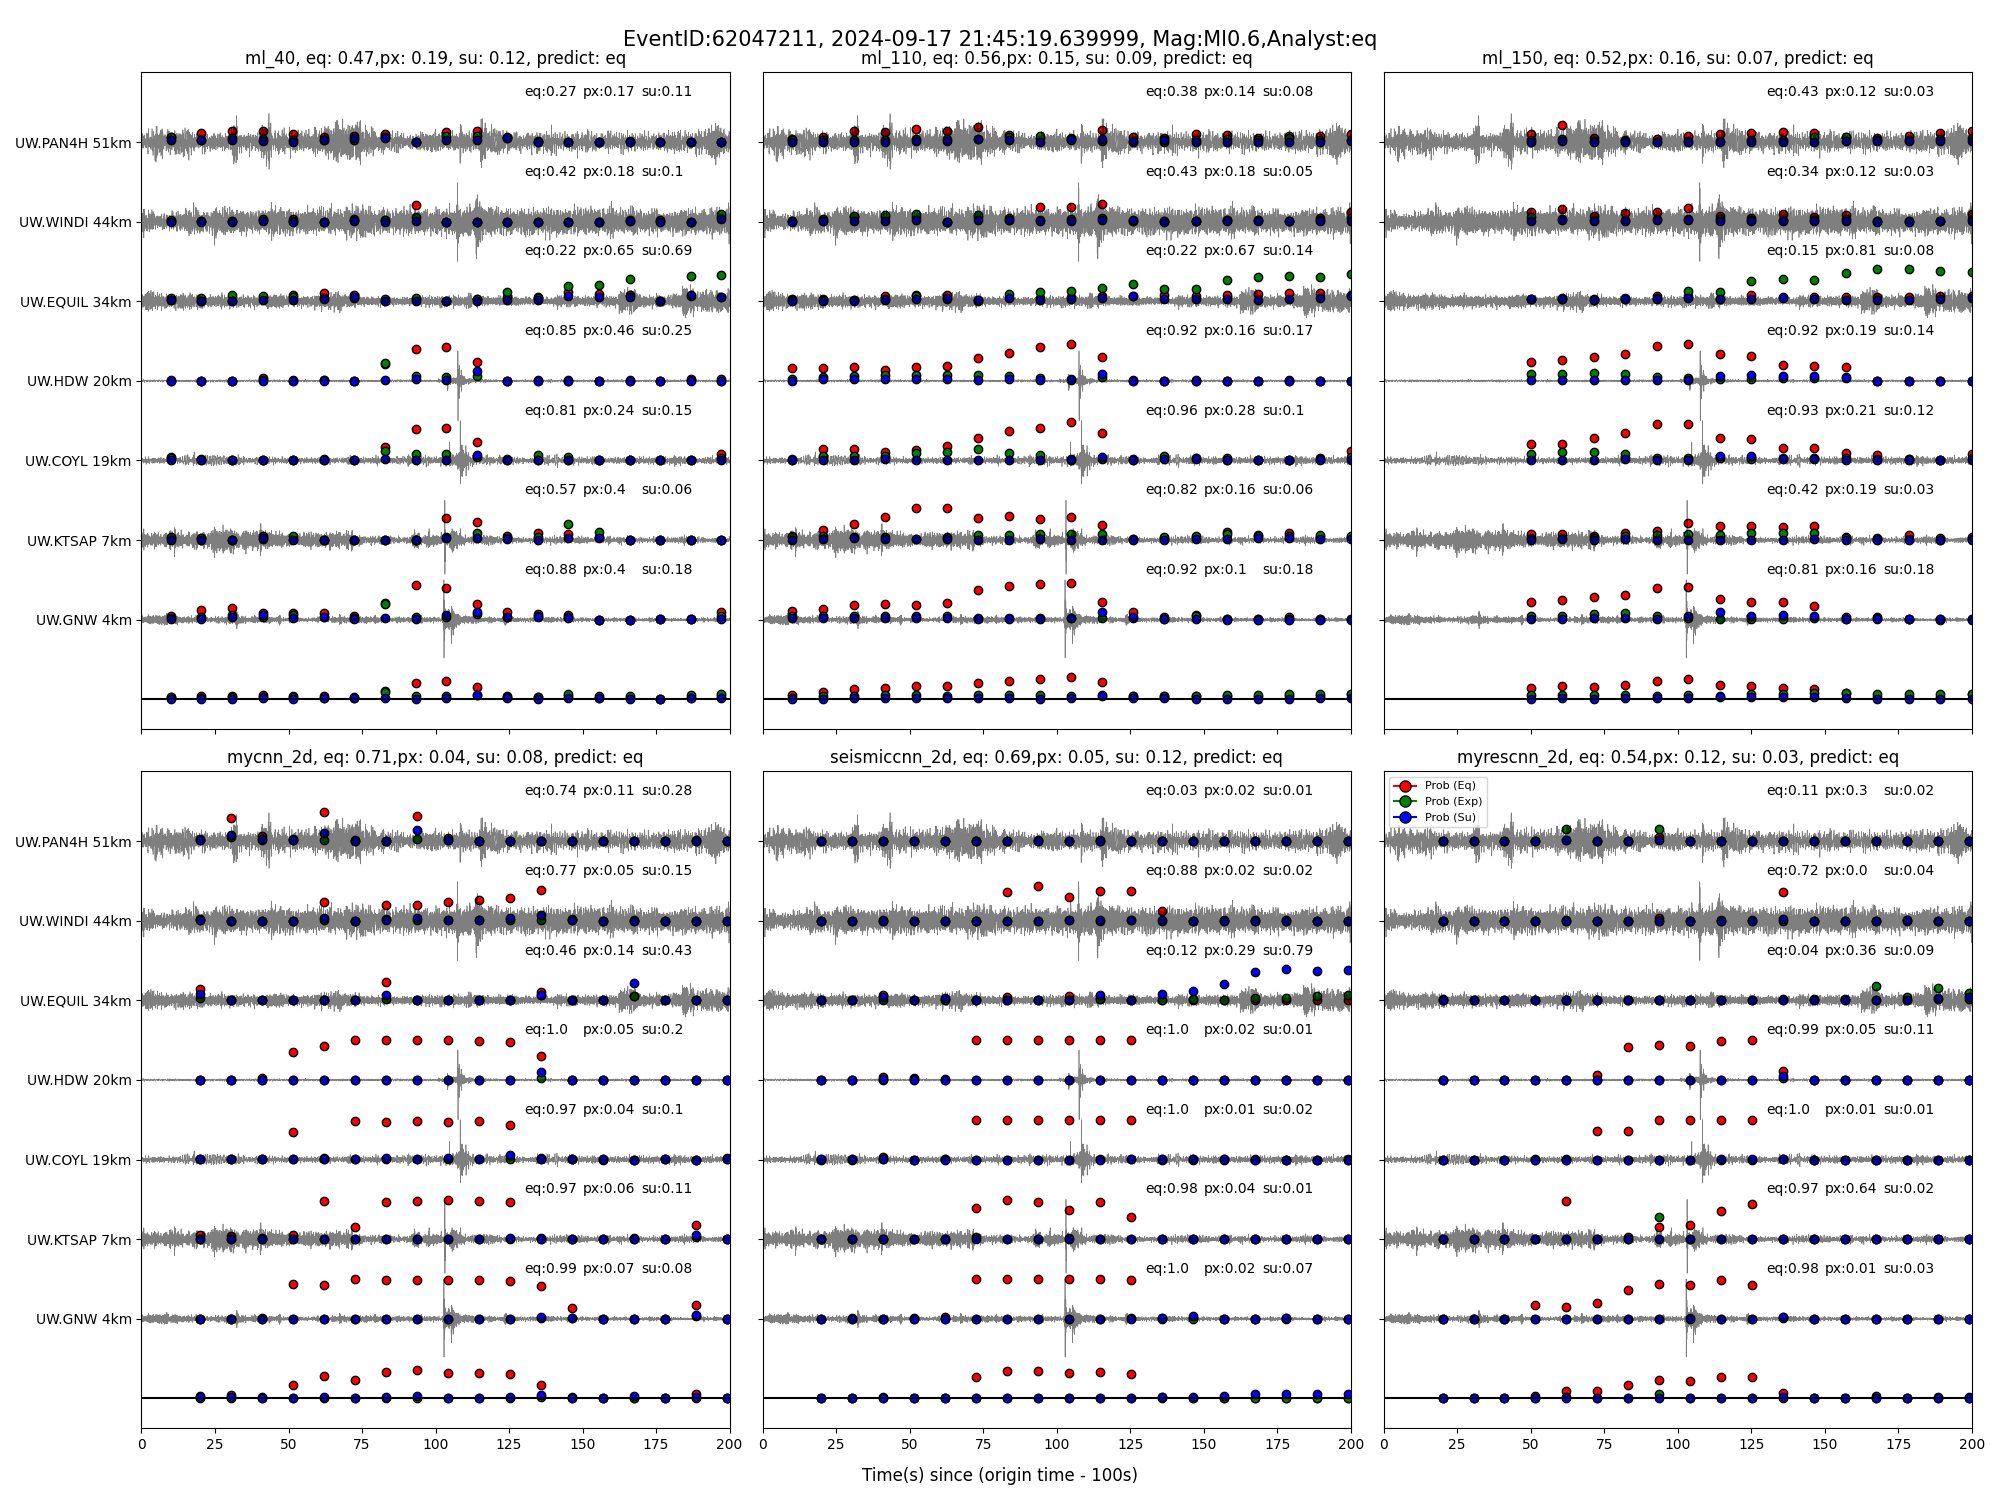 EventID:62047211, 2024-09-17 21:45:19.639999, Mag:Ml0.6,Analyst:eq
ml_40, eq: 0.47,px: 0.19, su: 0.12, predict: eq
eq:0.27 px:0.17 su:0.11
UW.PAN4H 51km
eq:0.42 px:0.18 su:0.1
UW.WINDI 44km
eq:0.22 px:0.65 su:0.69
UW.EQUIL 34km
eq:0.85 px:0.46 su:0.25
UW.HDW 20km
eq:0.81 px:0.24 su:0.15
UW.COYL 19km
eq:0.57 px:0.4 su:0.06
UW.KTSAP 7km
eq:0.88 px:0.4 su:0.18
UW.GNW 4km
ml_110, eq: 0.56,px: 0.15, su: 0.09, predict: eq
eq:0.38 px:0.14 su:0.08
eq:0.43 px:0.18 su:0.05
eq:0.22 px:0.67 su:0.14
eq:0.92 px:0.16 su:0.17
eq:0.96 px:0.28 su:0.1
eq:0.82 px:0.16 su:0.06
eq:0.92 px:0.1 su:0.18
ml_150, eq: 0.52,px: 0.16, su: 0.07, predict: eq
eq:0.43 px:0.12 su:0.03
eq:0.34 px:0.12 su:0.03
eq:0.15 px:0.81 su:0.08
eq:0.92 px:0.19 su:0.14
eq:0.93 px:0.21 su:0.12
eq:0.42 px:0.19 su:0.03
eq:0.81 px:0.16 su:0.18
mycnn_2d, eq: 0.71,px: 0.04, su: 0.08, predict: eq
eq:0.74 px:0.11 su:0.28
UW.PAN4H 51km
eq:0.77 px:0.05 su:0.15
UW.WINDI 44km
eq:0.46 px:0.14 su:0.43
UW.EQUIL 34km
eq:1.0 px:0.05 su:0.2
UW.HDW 20km
eq:0.97 px:0.04 su:0.1
UW.COYL 19km
eq:0.97 px:0.06 su:0.11
UW.KTSAP 7km
eq:0.99 px:0.07 su:0.08
UW.GNW 4km
0 25 50 75 100 125 150 175 200
seismiccnn_2d, eq: 0.69,px: 0.05, su: 0.12, predict: eq
eq:0.03 px:0.02 su:0.01
eq:0.88 px:0.02 su:0.02
eq:0.12 px:0.29 su:0.79
eq:1.0 px:0.02 su:0.01
eq:1.0 px:0.01 su:0.02
eq:0.98 px:0.04 su:0.01
eq:1.0 px:0.02 su:0.07
0 25 50 75 100 125 150 175 200
myrescnn_2d, eq: 0.54,px: 0.12, su: 0.03, predict: eq
Prob (Eq)
Prob (Exp)
Prob (Su)
eq:0.11 px:0.3 su:0.02
eq:0.72 px:0.0 su:0.04
eq:0.04 px:0.36 su:0.09
eq:0.99 px:0.05 su:0.11
eq:1.0 px:0.01 su:0.01
eq:0.97 px:0.64 su:0.02
eq:0.98 px:0.01 su:0.03
0 25 50 75 100 125 150 175 200
Time(s) since (origin time - 100s)